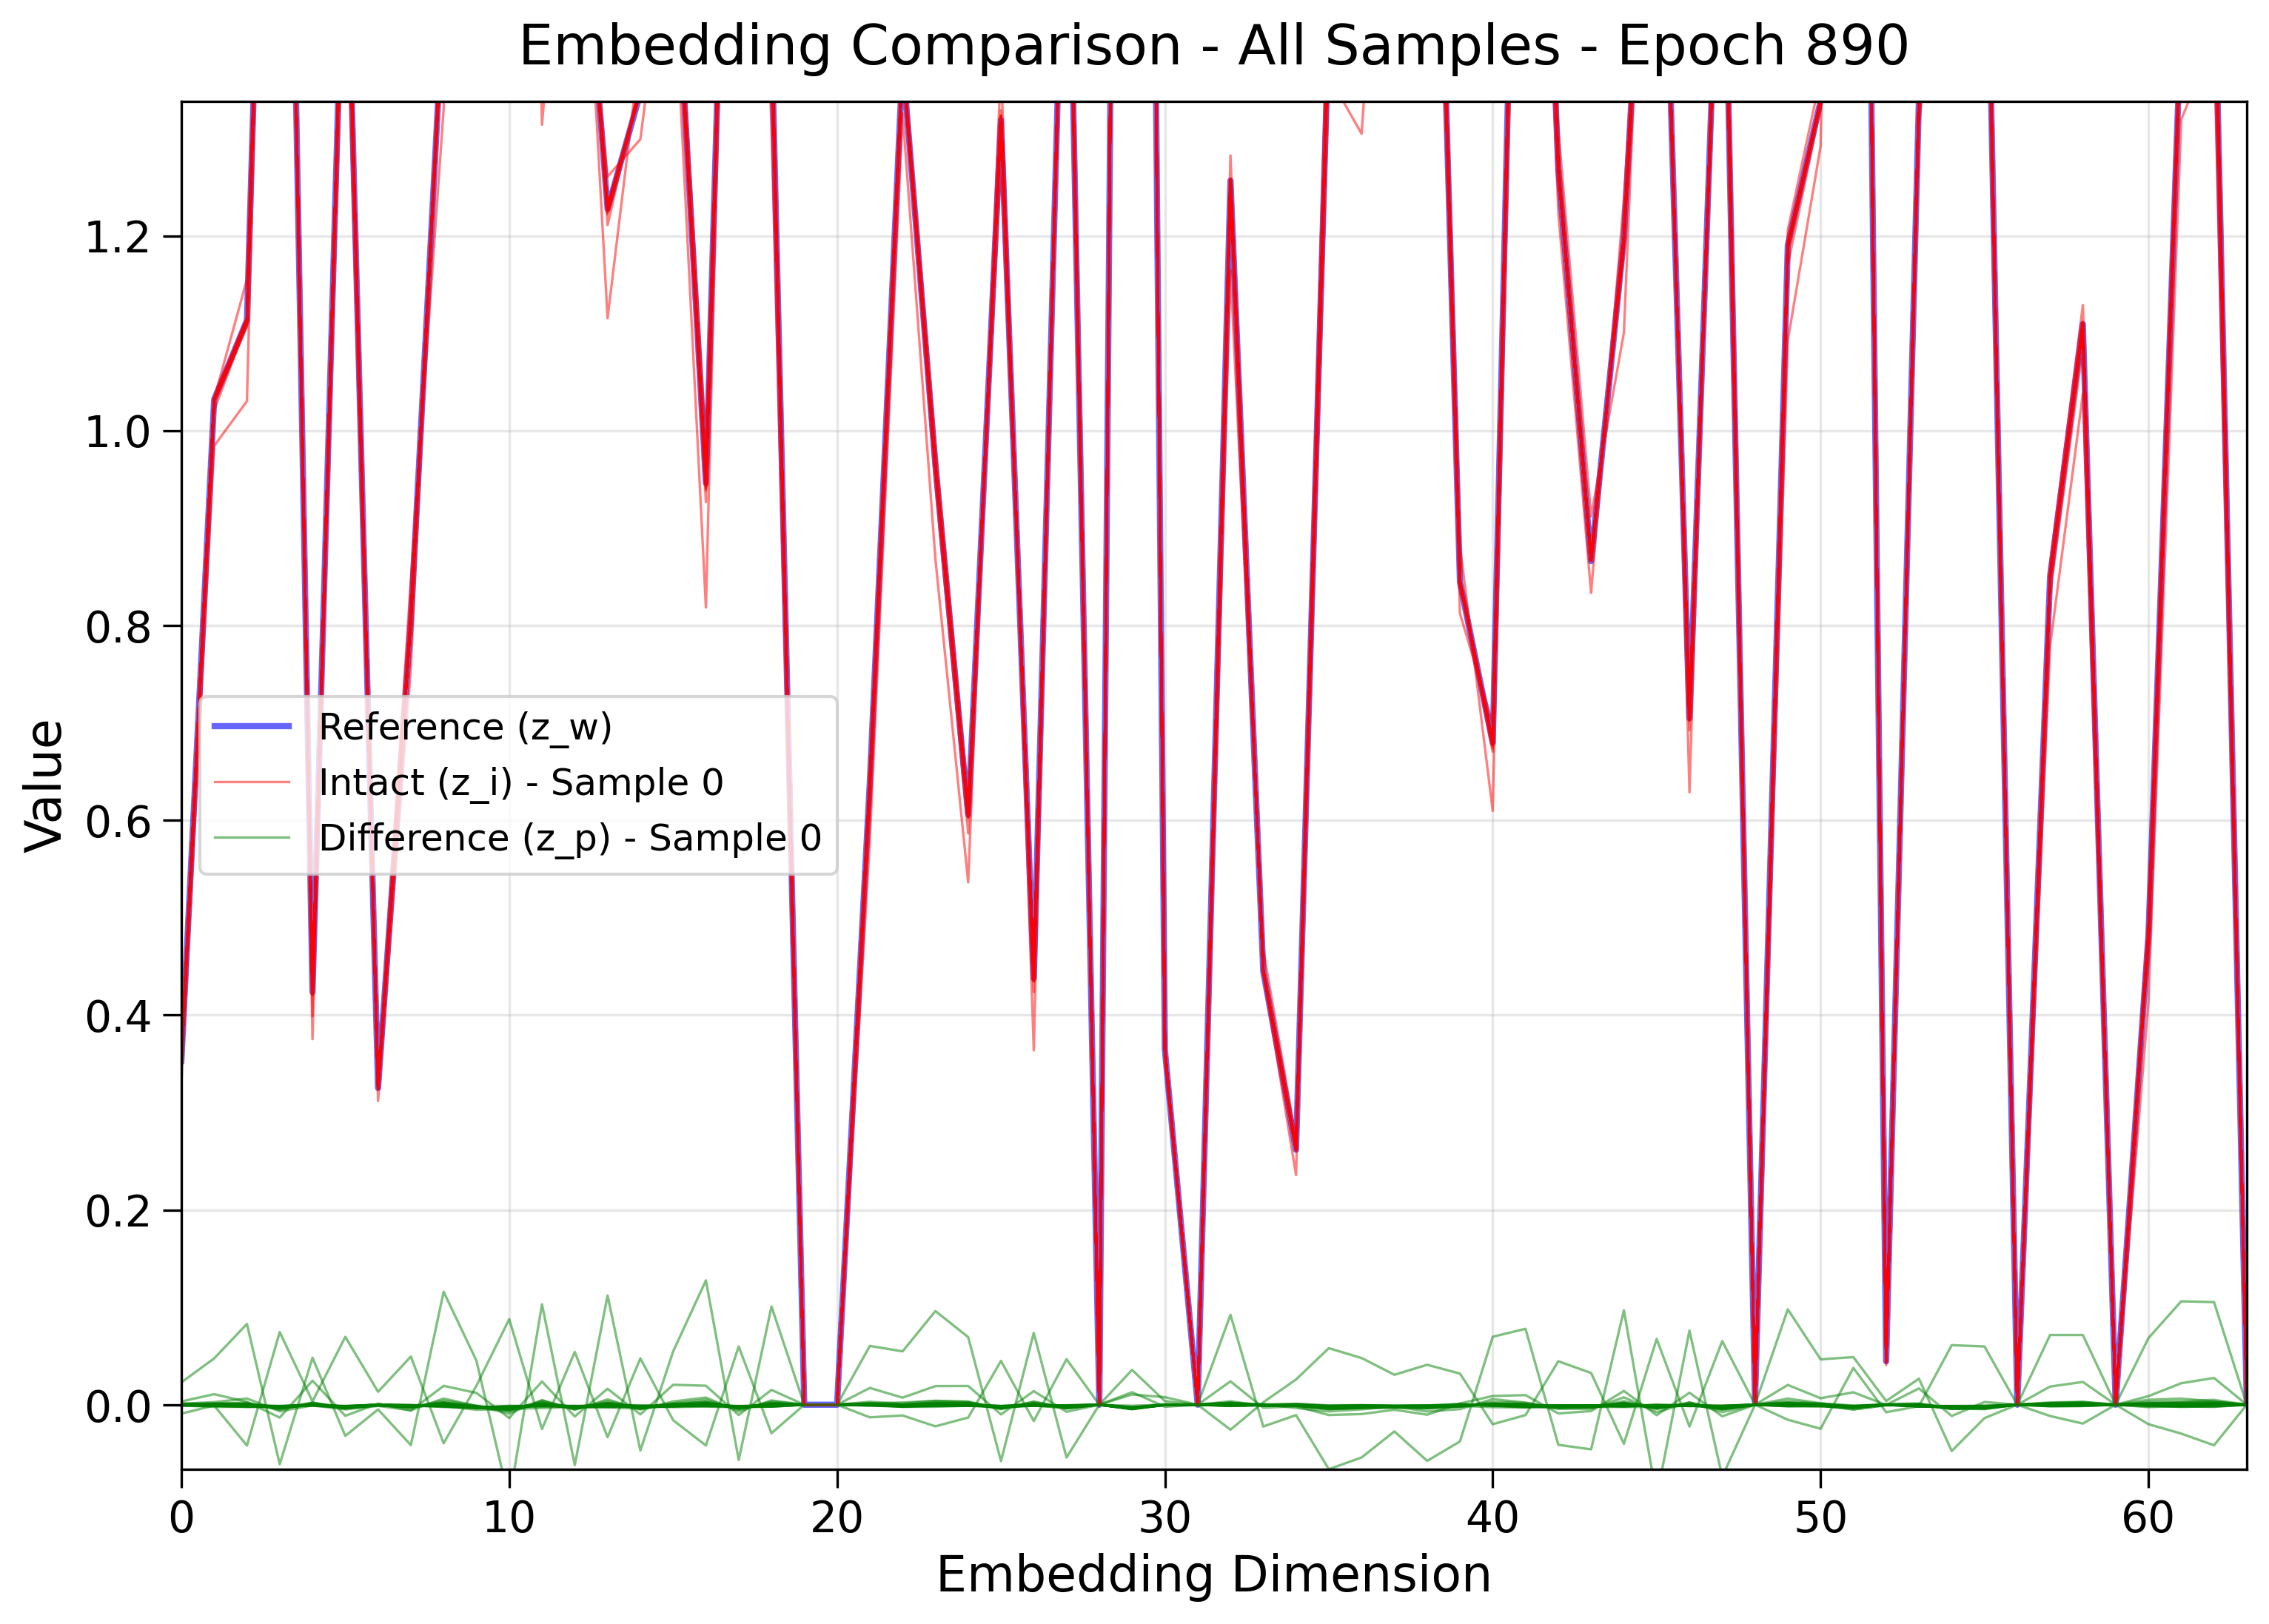 Embedding Comparison - All Samples - Epoch 890
Value
1.2
1.0
0.8
0.6
0.4
0.2
0.0
Reference (z_w)
Intact (z_i) - Sample 0
Difference (z_p) - Sample 0
0 10 20 30 40 50 60
Embedding Dimension